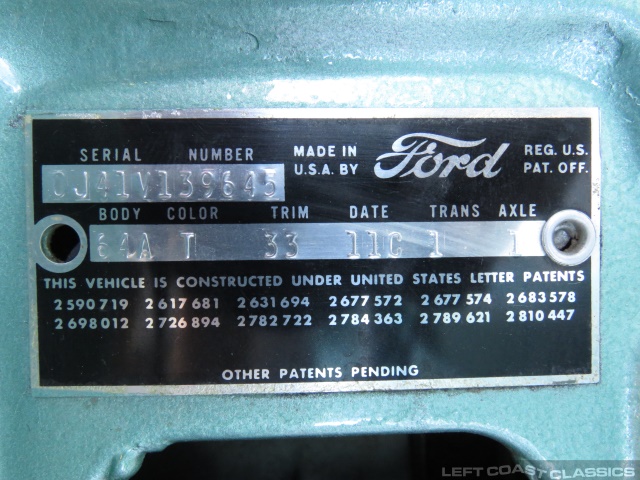 SERIAL NUMBER
MADE IN U.S.A. BY
Ford
REG. U.S. PAT. OFF.
0J41V139645
BODY COLOR TRIM DATE TRANS AXLE
64A T 33 11C 1 1
THIS VEHICLE IS CONSTRUCTED UNDER UNITED STATES LETTER PATENTS
2590719 2617681 2631694 2677572 2677574 2683578
2698012 2726894 2782722 2784363 2789621 2810447
OTHER PATENTS PENDING
LEFT COAST CLASSICS